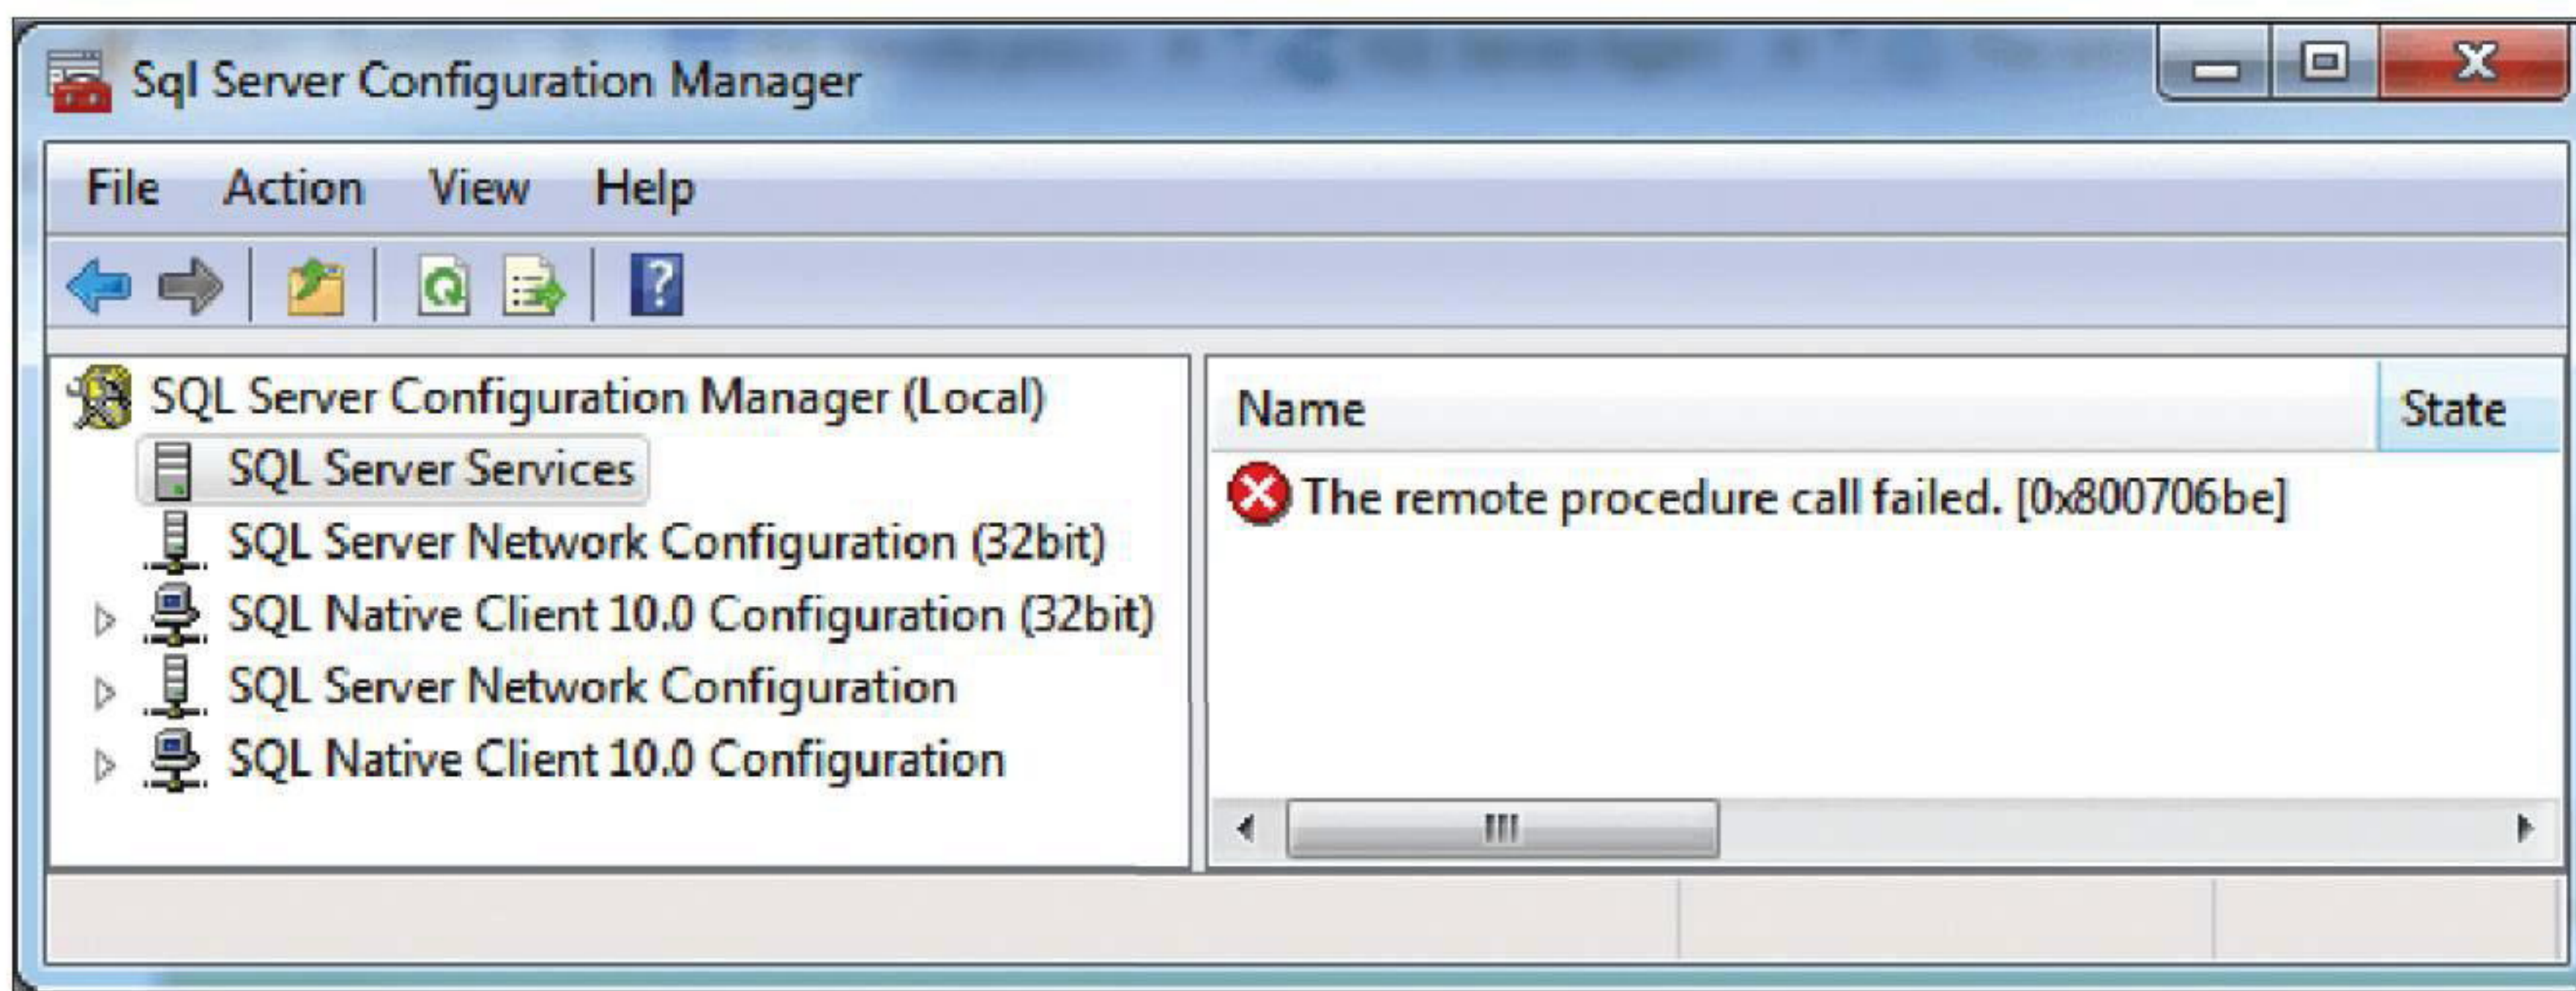 Sql Server Configuration Manager
File Action View Help
SQL Server Configuration Manager (Local)
SQL Server Services
SQL Server Network Configuration (32bit)
SQL Native Client 10.0 Configuration (32bit)
SQL Server Network Configuration
SQL Native Client 10.0 Configuration
Name State
The remote procedure call failed. [0x800706be]